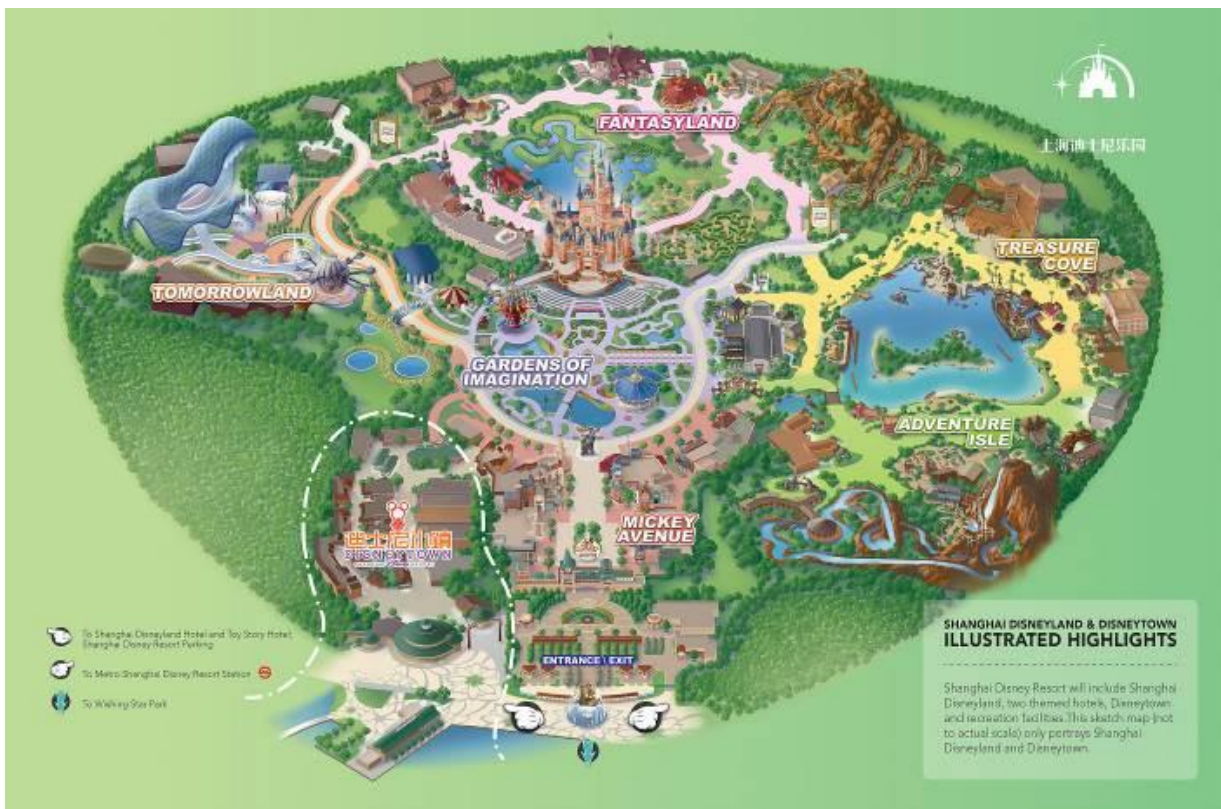 上海迪士尼乐园
FANTASYLAND
TREASURE
COVE
TOMORROWLAND
GARDENS OF
IMAGINATION
ADVENTURE
ISLE
MICKEY
AVENUE
迪士尼小镇
DISNEYTOWN
ENTRANCE \ EXIT
To Shanghai Disneyland Hotel and Toy Story Hotel,
Shanghai Disney Resort Parking
To Metro Shanghai Disney Resort Station
To Wishing Star Park
SHANGHAI DISNEYLAND & DISNEYTOWN
ILLUSTRATED HIGHLIGHTS
Shanghai Disney Resort will include Shanghai
Disneyland, two themed hotels, Disneytown
and recreation facilities. This sketch map (not
to actual scale) only portrays Shanghai
Disneyland and Disneytown.